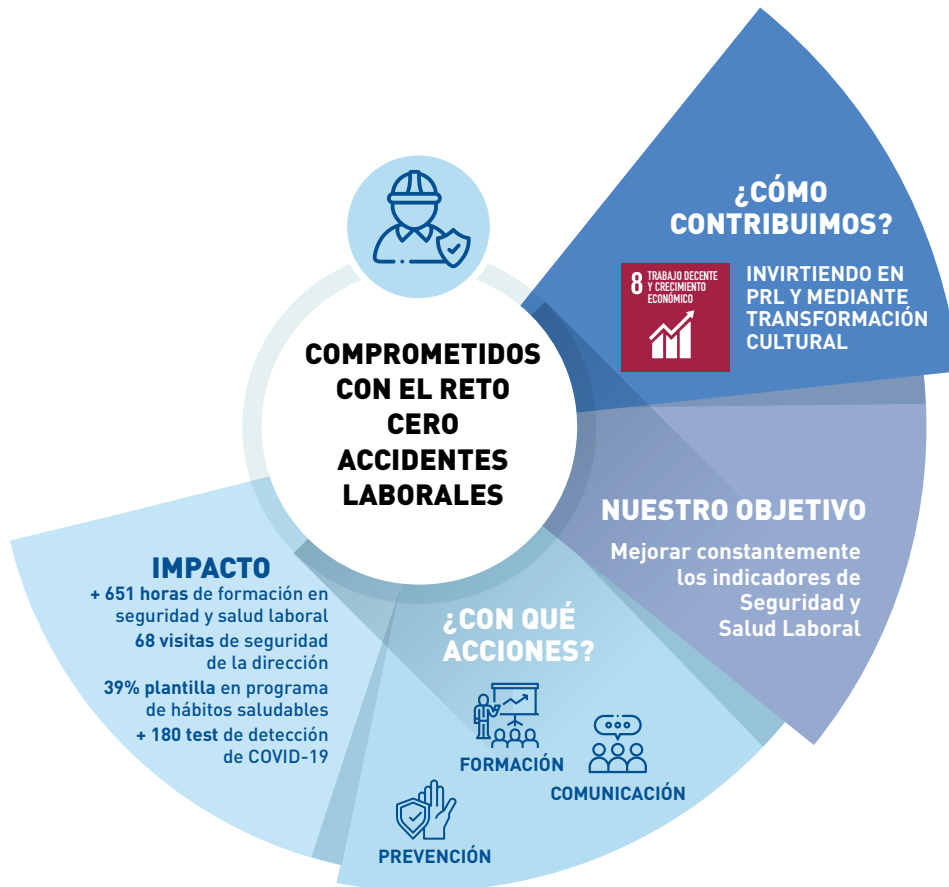 COMPROMETIDOS
CON EL RETO
CERO
ACCIDENTES
LABORALES
¿CÓMO
CONTRIBUIMOS?
8 TRABAJO DECENTE
Y CRECIMIENTO
ECONÓMICO
INVIRTIENDO EN
PRL Y MEDIANTE
TRANSFORMACIÓN
CULTURAL
NUESTRO OBJETIVO
Mejorar constantemente
los indicadores de
Seguridad y
Salud Laboral
¿CON QUÉ
ACCIONES?
FORMACIÓN
COMUNICACIÓN
PREVENCIÓN
IMPACTO
+ 651 horas de formación en
seguridad y salud laboral
68 visitas de seguridad
de la dirección
39% plantilla en programa
de hábitos saludables
+ 180 test de detección
de COVID-19